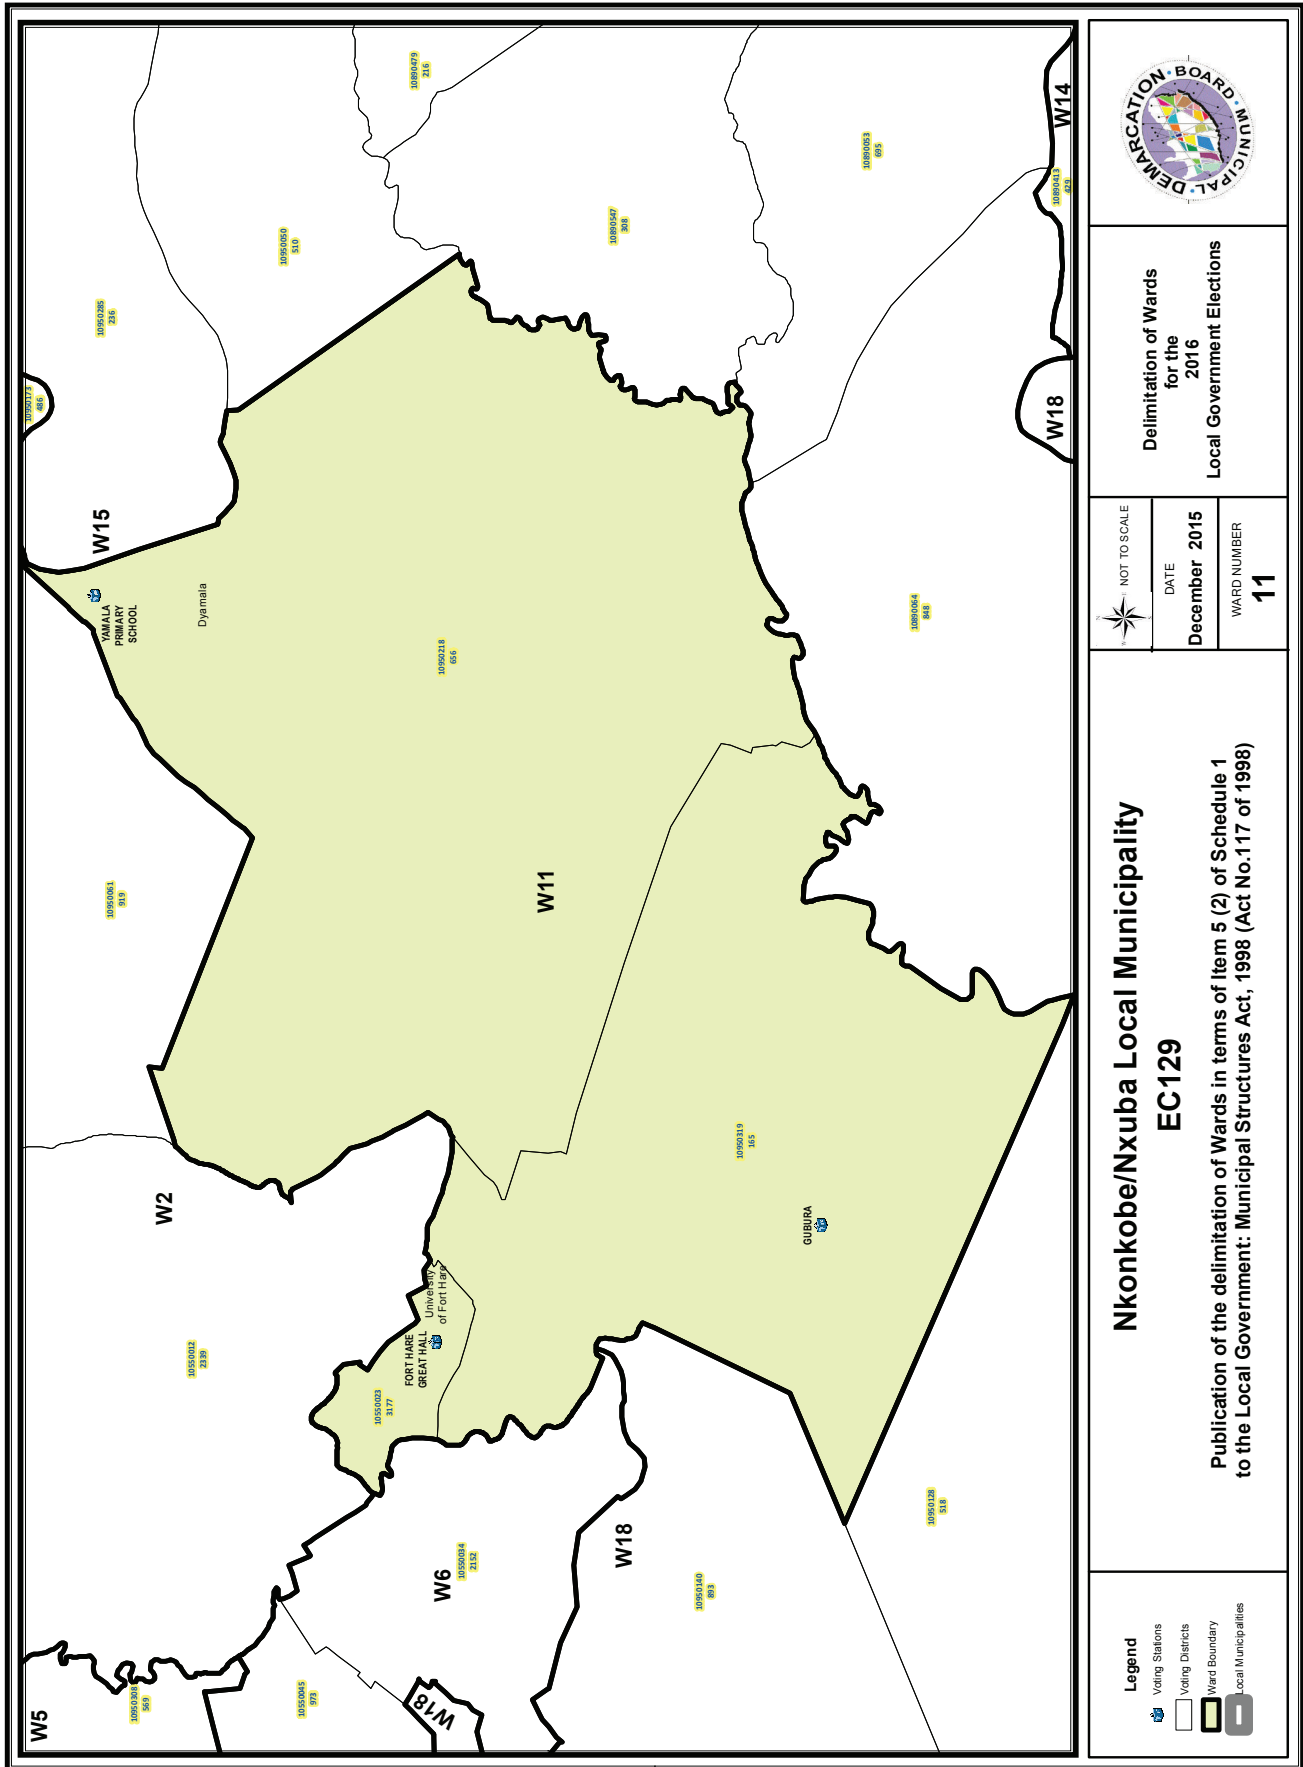 W5
W2
W15
W6
W18
W18
W11
W18
W14
10950308
569
10550045
973
10550012
2339
10950061
919
10950173
486
10950285
236
10950050
510
10890479
216
10550034
2152
10550023
3177
FORT HARE
GREAT HALL
University
of Fort Hare
YAMALA
PRIMARY
SCHOOL
Dyamala
10950218
656
10890547
308
10950140
893
10950319
165
GUBURA
10950128
518
10890064
848
10890053
695
10890413
429
Legend
Voting Stations
Voting Districts
Ward Boundary
Local Municipalities
Nkonkobe/Nxuba Local Municipality
EC129
Publication of the delimitation of Wards in terms of Item 5 (2) of Schedule 1
to the Local Government: Municipal Structures Act, 1998 (Act No.117 of 1998)
N
W
E
S
NOT TO SCALE
DATE
December 2015
WARD NUMBER
11
Delimitation of Wards
for the
2016
Local Government Elections
MUNICIPAL · DEMARCATION · BOARD ·